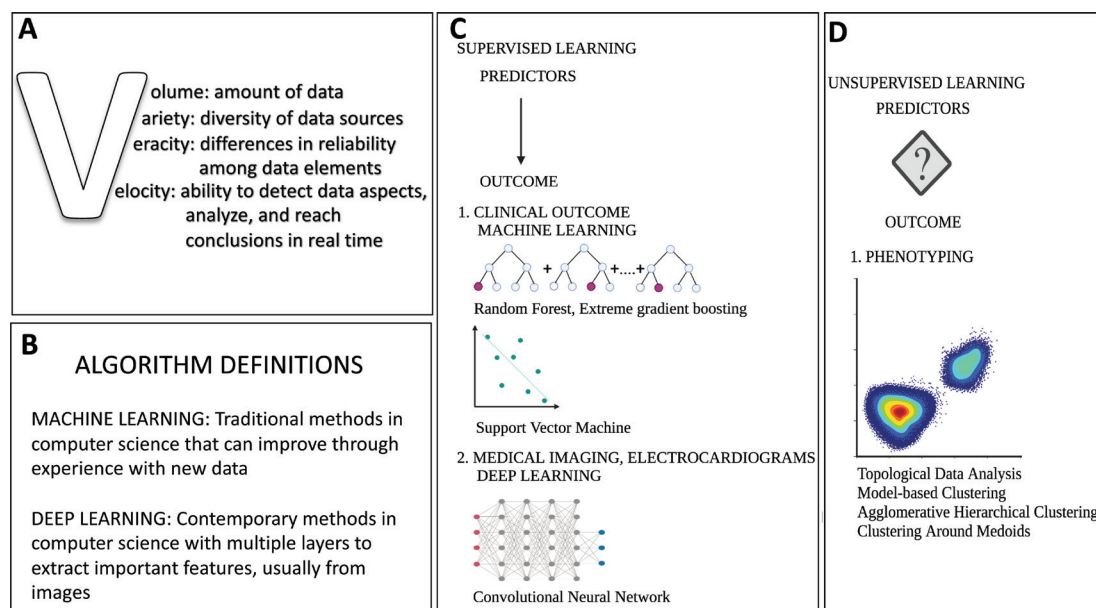 A
V
olume: amount of data
ariety: diversity of data sources
eracity: differences in reliability
among data elements
elocity: ability to detect data aspects,
analyze, and reach
conclusions in real time
B
ALGORITHM DEFINITIONS
MACHINE LEARNING: Traditional methods in
computer science that can improve through
experience with new data
DEEP LEARNING: Contemporary methods in
computer science with multiple layers to
extract important features, usually from
images
C
SUPERVISED LEARNING
PREDICTORS
OUTCOME
1. CLINICAL OUTCOME
MACHINE LEARNING
+ +....+
Random Forest, Extreme gradient boosting
Support Vector Machine
2. MEDICAL IMAGING, ELECTROCARDIOGRAMS
DEEP LEARNING
Convolutional Neural Network
D
UNSUPERVISED LEARNING
PREDICTORS
?
OUTCOME
1. PHENOTYPING
Topological Data Analysis
Model-based Clustering
Agglomerative Hierarchical Clustering
Clustering Around Medoids